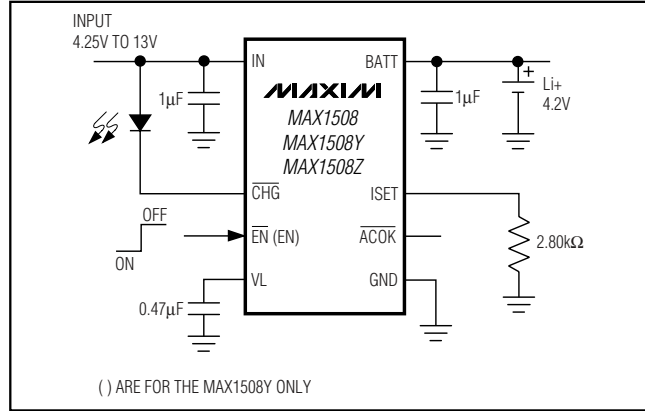 INPUT
4.25V TO 13V
IN
BATT
1µF
MAXIM
MAX1508
MAX1508Y
MAX1508Z
1µF
+
Li+
4.2V
CHG
ISET
OFF
ON
EN (EN)
ACOK
2.80kΩ
VL
GND
0.47µF
( ) ARE FOR THE MAX1508Y ONLY